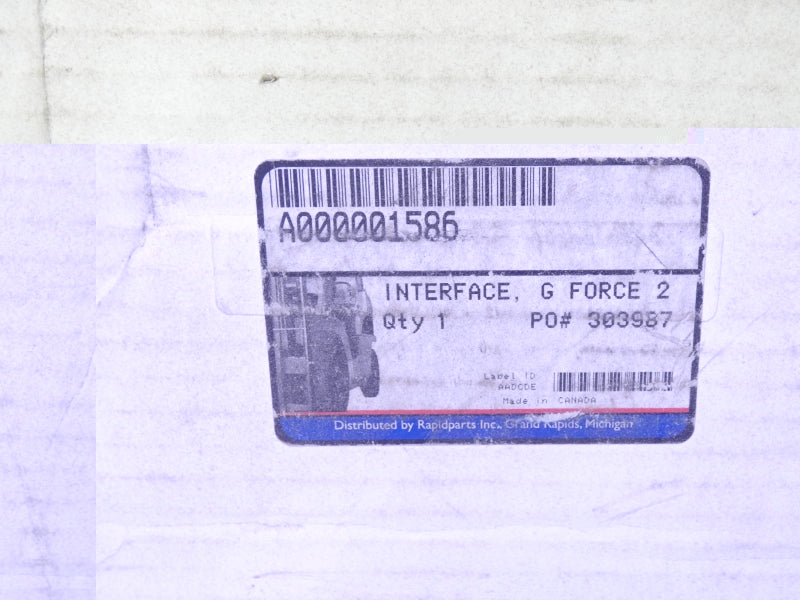 A000001586
INTERFACE, G FORCE 2
Qty 1 PO# 303987
Label ID
AADCDE
Made in CANADA
Distributed by Rapidparts Inc., Grand Rapids, Michigan